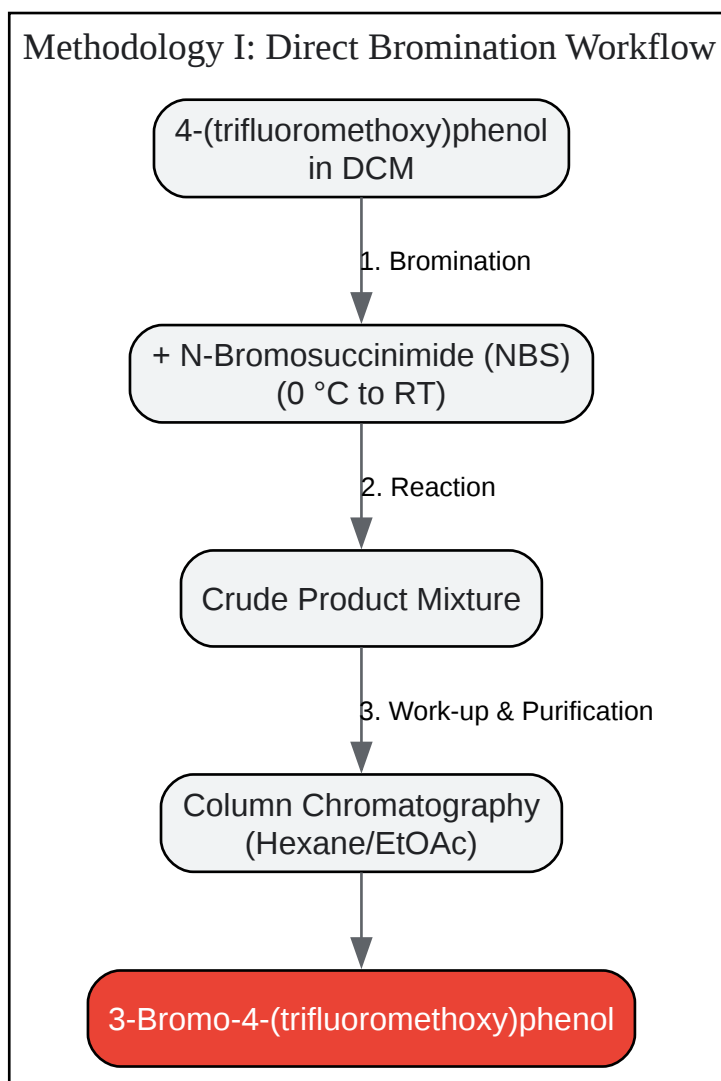 Methodology I: Direct Bromination Workflow
4-(trifluoromethoxy)phenol
in DCM
1. Bromination
+ N-Bromosuccinimide (NBS)
(0 °C to RT)
2. Reaction
Crude Product Mixture
3. Work-up & Purification
Column Chromatography
(Hexane/EtOAc)
3-Bromo-4-(trifluoromethoxy)phenol